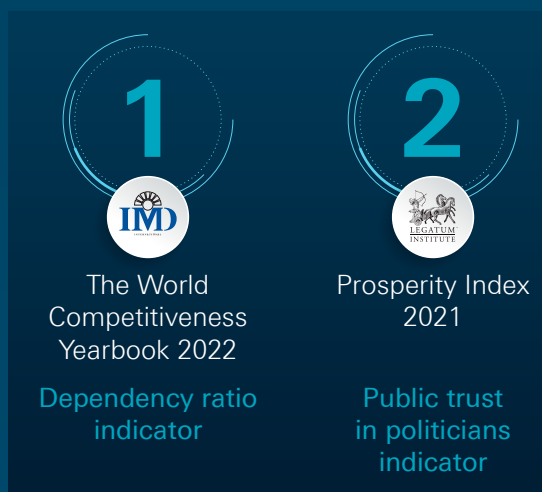 1
IMD
The World
Competitiveness
Yearbook 2022
Dependency ratio
indicator
2
LEGATUM
INSTITUTE
Prosperity Index
2021
Public trust
in politicians
indicator